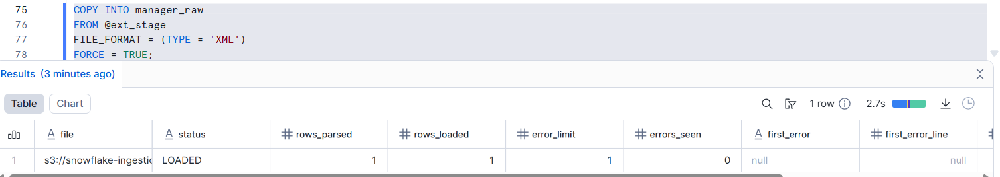 75 COPY INTO manager_raw
76 FROM @ext_stage
77 FILE_FORMAT = (TYPE = 'XML')
78 FORCE = TRUE;
Results (3 minutes ago)
Table Chart 1 row 2.7s
file status rows_parsed rows_loaded error_limit errors_seen first_error first_error_line
1 s3://snowflake-ingestic LOADED 1 1 1 0 null null